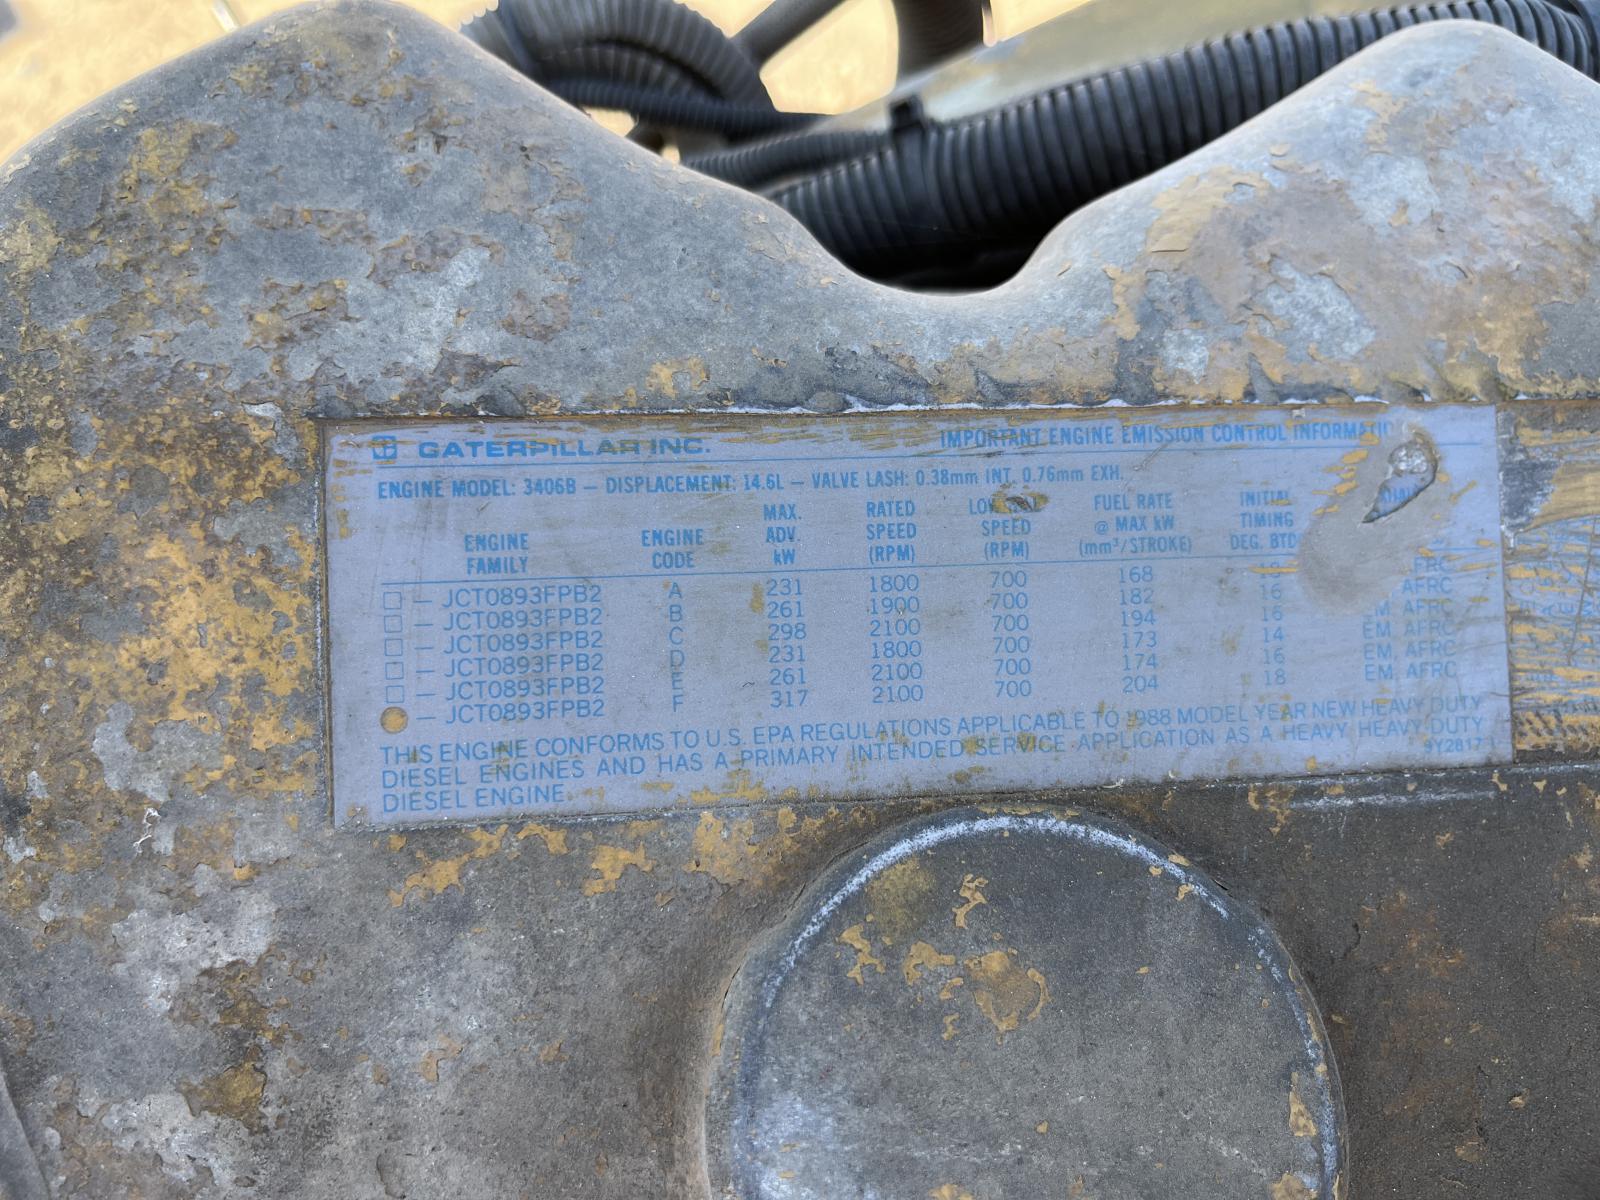 CATERPILLAR INC. IMPORTANT ENGINE EMISSION CONTROL INFORMATION
ENGINE MODEL: 3406B — DISPLACEMENT: 14.6L — VALVE LASH: 0.38mm INT. 0.76mm EXH.
ENGINE FAMILY ENGINE CODE MAX. ADV. kW RATED SPEED (RPM) SPEED (RPM) FUEL RATE @ MAX kW (mm³/STROKE) INITIAL TIMING DEG. BTDC
— JCT0893FPB2 A 231 1800 700 168
— JCT0893FPB2 B 261 1900 700 182 16 AFRC
— JCT0893FPB2 C 298 2100 700 194 16 EM, AFRC
— JCT0893FPB2 D 231 1800 700 173 14 EM, AFRC
— JCT0893FPB2 E 261 2100 700 174 16 EM, AFRC
— JCT0893FPB2 F 317 2100 700 204 18 EM, AFRC
THIS ENGINE CONFORMS TO U.S. EPA REGULATIONS APPLICABLE TO 1988 MODEL YEAR NEW HEAVY DUTY
DIESEL ENGINES AND HAS A PRIMARY INTENDED SERVICE APPLICATION AS A HEAVY HEAVY-DUTY
DIESEL ENGINE.
9Y2817